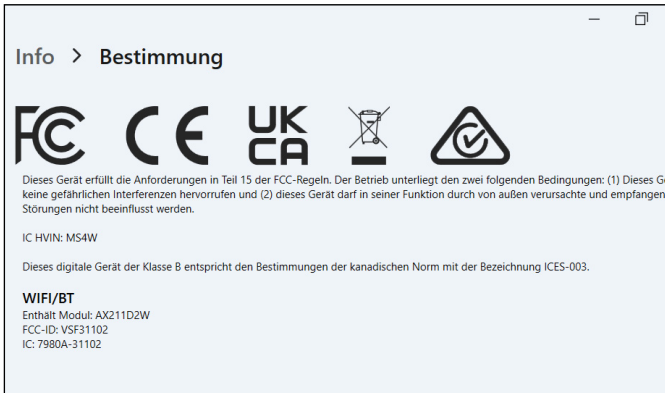 Info > Bestimmung
FC CE UK
CA
Dieses Gerät erfüllt die Anforderungen in Teil 15 der FCC-Regeln. Der Betrieb unterliegt den zwei folgenden Bedingungen: (1) Dieses G
keine gefährlichen Interferenzen hervorrufen und (2) dieses Gerät darf in seiner Funktion durch von außen verursachte und empfangen
Störungen nicht beeinflusst werden.
IC HVIN: MS4W
Dieses digitale Gerät der Klasse B entspricht den Bestimmungen der kanadischen Norm mit der Bezeichnung ICES-003.
WIFI/BT
Enthält Modul: AX211D2W
FCC-ID: VSF31102
IC: 7980A-31102